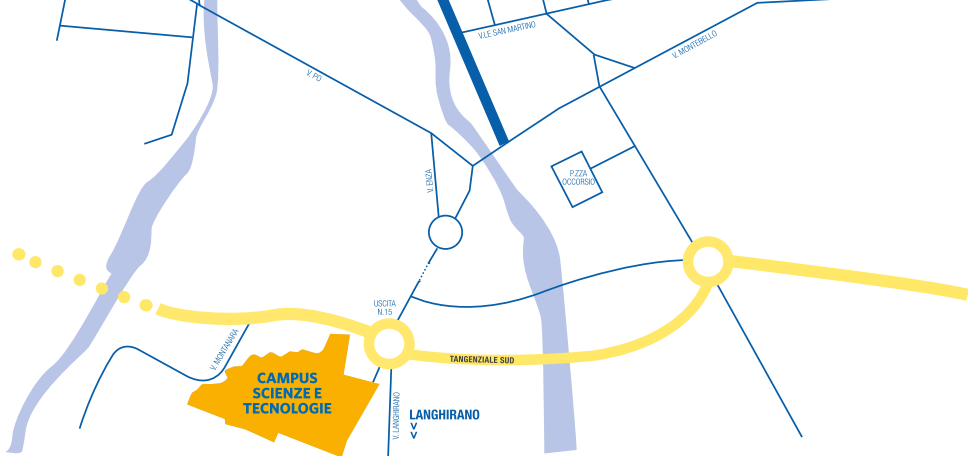 V.LE SAN MARTINO
V. MONTEBELLO
V. PO
V. ENZA
P.ZZA
OCCORSIO
USCITA
N.15
V. MONTANARA
TANGENZIALE SUD
CAMPUS
SCIENZE E
TECNOLOGIE
V. LANGHIRANO
LANGHIRANO